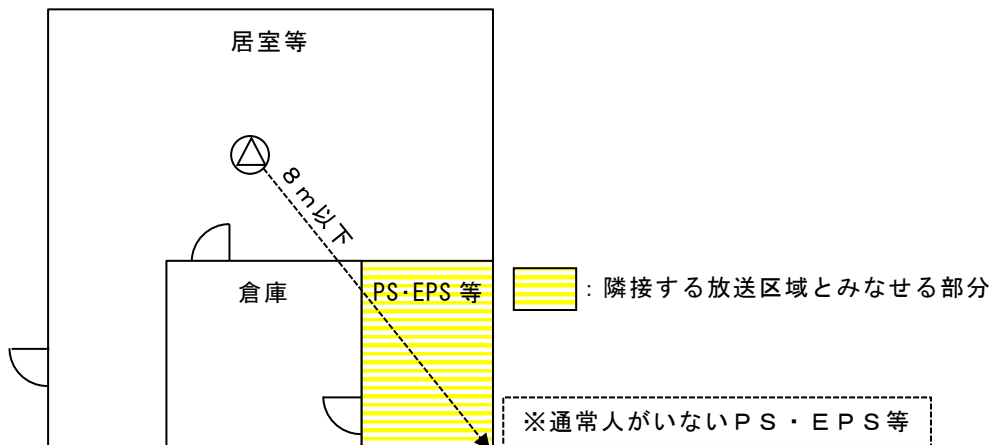 居室等
8m以下
倉庫
PS・EPS 等
：隣接する放送区域とみなせる部分
※通常人がいないＰＳ・ＥＰＳ等